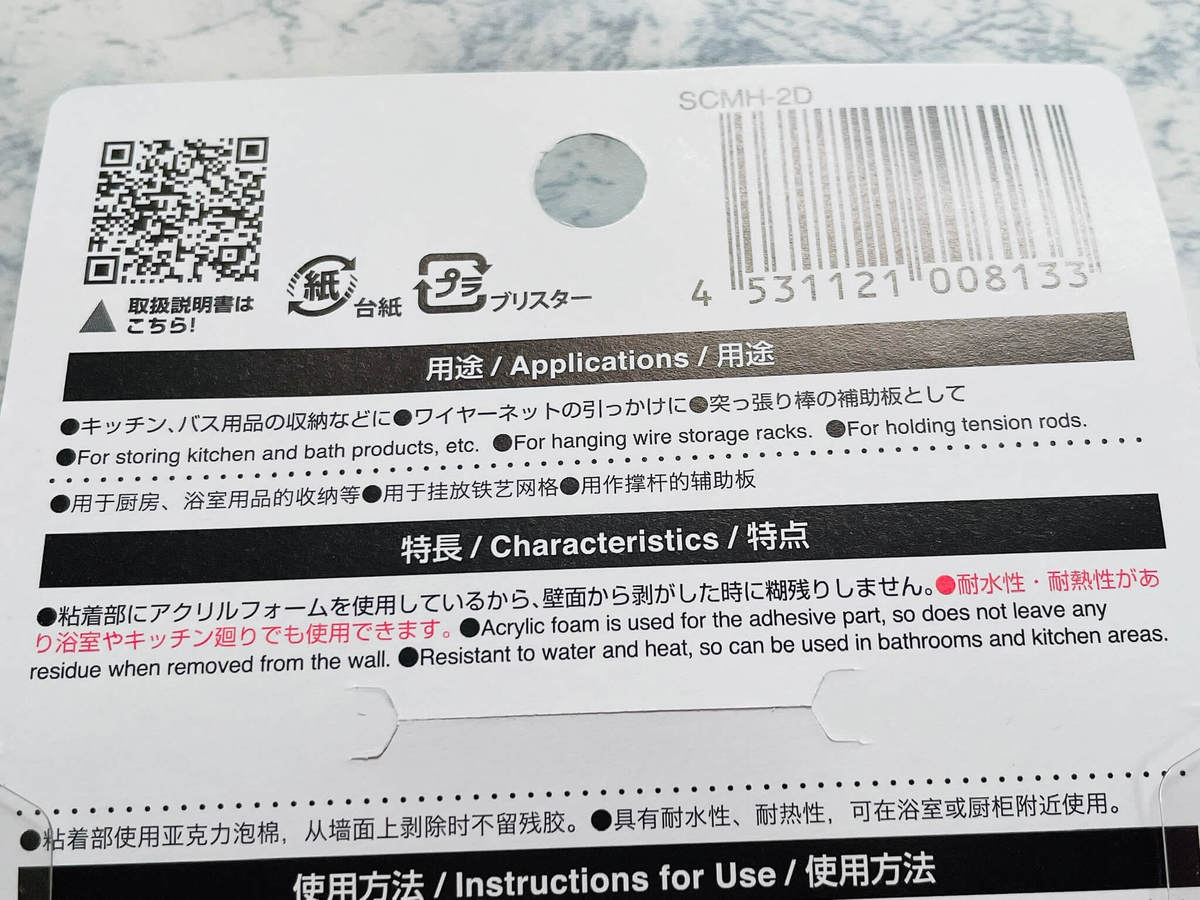 SCMH-2D
4 531121 008133
取扱説明書は
こちら!
紙 台紙 プラ ブリスター
用途 / Applications / 用途
●キッチン、バス用品の収納などに●ワイヤーネットの引っかけに●突っ張り棒の補助板として
●For storing kitchen and bath products, etc. ●For hanging wire storage racks. ●For holding tension rods.
●用于厨房、浴室用品的收纳等●用于挂放铁艺网格●用作撑杆的辅助板
特長 / Characteristics / 特点
●粘着部にアクリルフォームを使用しているから、壁面から剥がした時に糊残りしません。●耐水性・耐熱性があ
り浴室やキッチン廻りでも使用できます。●Acrylic foam is used for the adhesive part, so does not leave any
residue when removed from the wall. ●Resistant to water and heat, so can be used in bathrooms and kitchen areas.
●粘着部使用亚克力泡棉，从墙面上剥除时不留残胶。●具有耐水性、耐热性，可在浴室或厨柜附近使用。
使用方法 / Instructions for Use / 使用方法